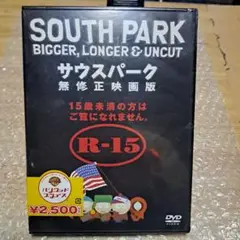 SOUTH PARK
BIGGER, LONGER & UNCUT
サウスパーク
無修正映画版
15歳未満の方は
ご覧になれません。
R-15
¥2,500
DVD